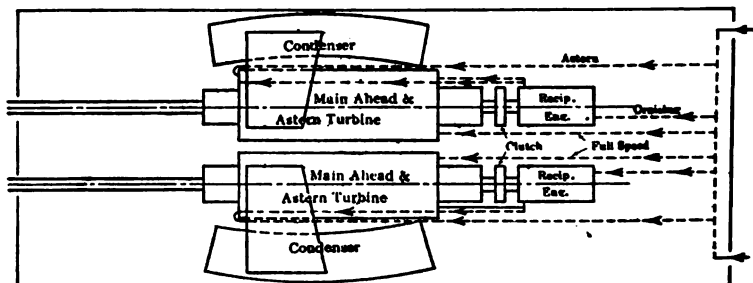 Condenser
Astern
Main Ahead &
Astern Turbine
Recip.
Eng.
Cruising
Clutch
Full Speed
Main Ahead &
Astern Turbine
Recip.
Eng.
Condenser